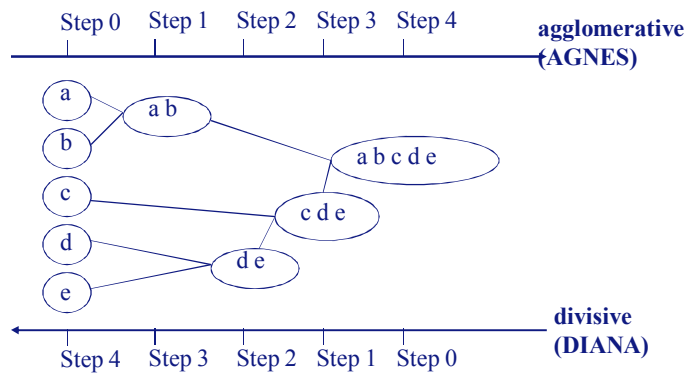 Step 0 Step 1 Step 2 Step 3 Step 4
agglomerative
(AGNES)
a
a b
b
a b c d e
c
c d e
d
d e
e
divisive
(DIANA)
Step 4 Step 3 Step 2 Step 1 Step 0